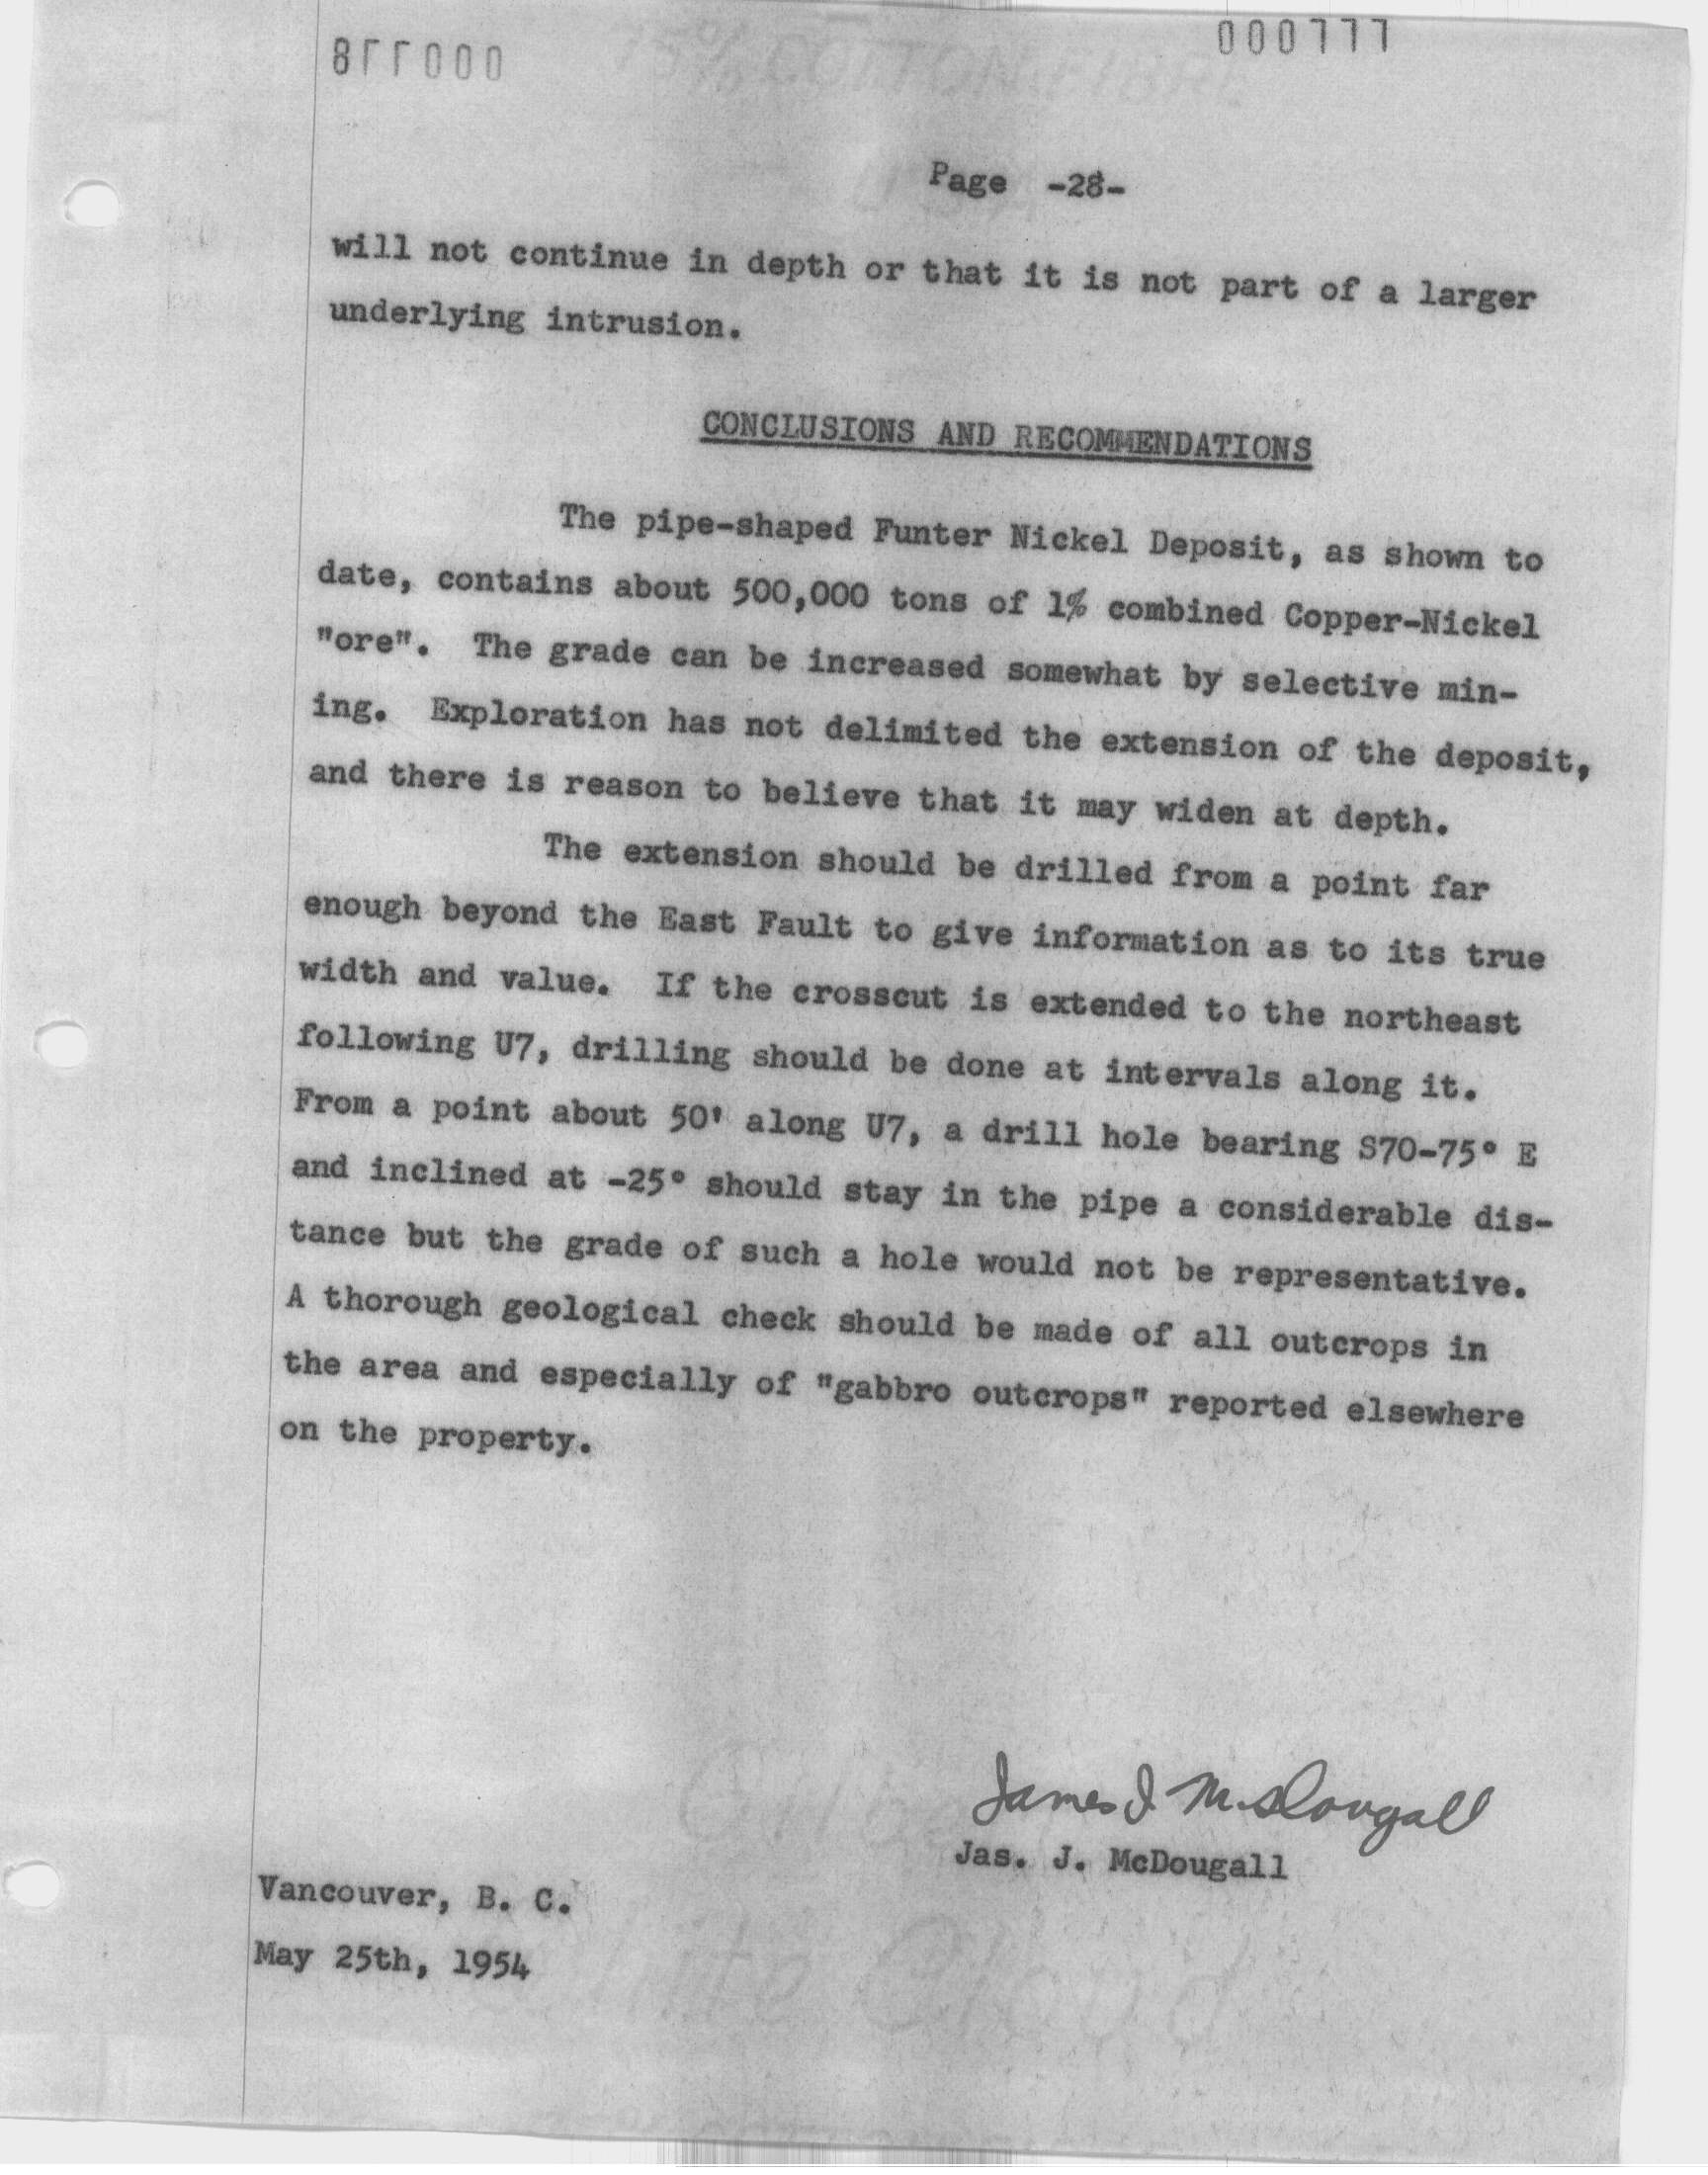 000777
Page -28-
will not continue in depth or that it is not part of a larger
underlying intrusion.
CONCLUSIONS AND RECOMMENDATIONS
The pipe-shaped Funter Nickel Deposit, as shown to
date, contains about 500,000 tons of 1% combined Copper-Nickel
"ore". The grade can be increased somewhat by selective min-
ing. Exploration has not delimited the extension of the deposit,
and there is reason to believe that it may widen at depth.
The extension should be drilled from a point far
enough beyond the East Fault to give information as to its true
width and value. If the crosscut is extended to the northeast
following U7, drilling should be done at intervals along it.
From a point about 50' along U7, a drill hole bearing S70-75° E
and inclined at -25° should stay in the pipe a considerable dis-
tance but the grade of such a hole would not be representative.
A thorough geological check should be made of all outcrops in
the area and especially of "gabbro outcrops" reported elsewhere
on the property.
James J. McDougall
Jas. J. McDougall
Vancouver, B. C.
May 25th, 1954